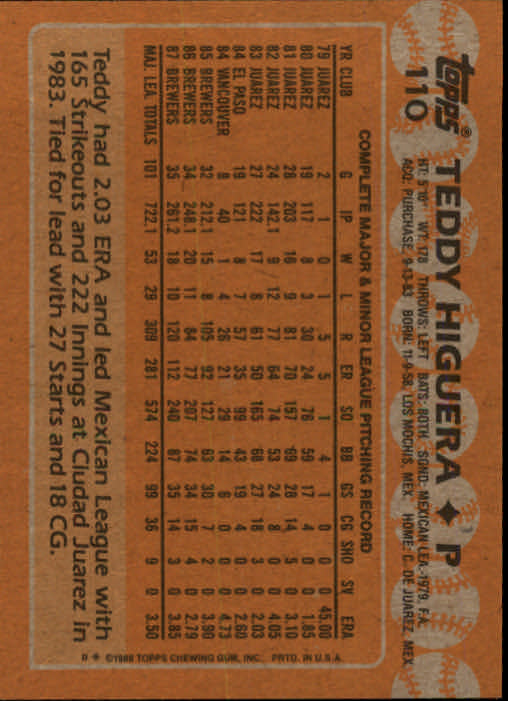 topps® TEDDY HIGUERA ✦ P
110 HT: 5'10" WT: 178 THROWS: LEFT BATS: BOTH SGND: MEXICAN LEA.-1979, F.A.
ACQ: PURCHASE, 9-13-83 BORN: 11-9-58, LOS MOCHIS, MEX. HOME: C. DE JUAREZ, MEX.
COMPLETE MAJOR & MINOR LEAGUE PITCHING RECORD
YR CLUB G IP W L R ER SO BB GS CG SHO SV ERA
79 JUAREZ 2 1 0 1 5 5 1 4 1 0 0 0 45.00
80 JUAREZ 19 117 8 3 30 24 76 59 17 4 0 0 1.85
81 JUAREZ 28 203 16 9 81 70 157 69 28 14 5 0 3.10
82 JUAREZ 24 142.1 9 12 77 64 74 53 24 8 0 0 4.05
83 JUAREZ 27 222 17 8 61 50 165 68 27 18 3 0 2.03
84 EL PASO 19 121 8 7 57 35 99 43 19 4 0 0 2.60
84 VANCOUVER 8 40 1 4 26 21 29 14 6 0 0 0 4.73
85 BREWERS 32 212.1 15 8 105 92 127 63 30 7 2 0 3.90
86 BREWERS 34 248.1 20 11 84 77 207 74 34 15 4 0 2.79
87 BREWERS 35 261.2 18 10 120 112 240 87 35 14 3 0 3.85
MAJ. LEA. TOTALS 101 722.1 53 29 309 281 574 224 99 36 9 0 3.50
©1988 TOPPS CHEWING GUM, INC. PRTD. IN U.S.A.
Teddy had 2.03 ERA and led Mexican League with
165 Strikeouts and 222 Innings at Ciudad Juarez in
1983. Tied for lead with 27 Starts and 18 CG.